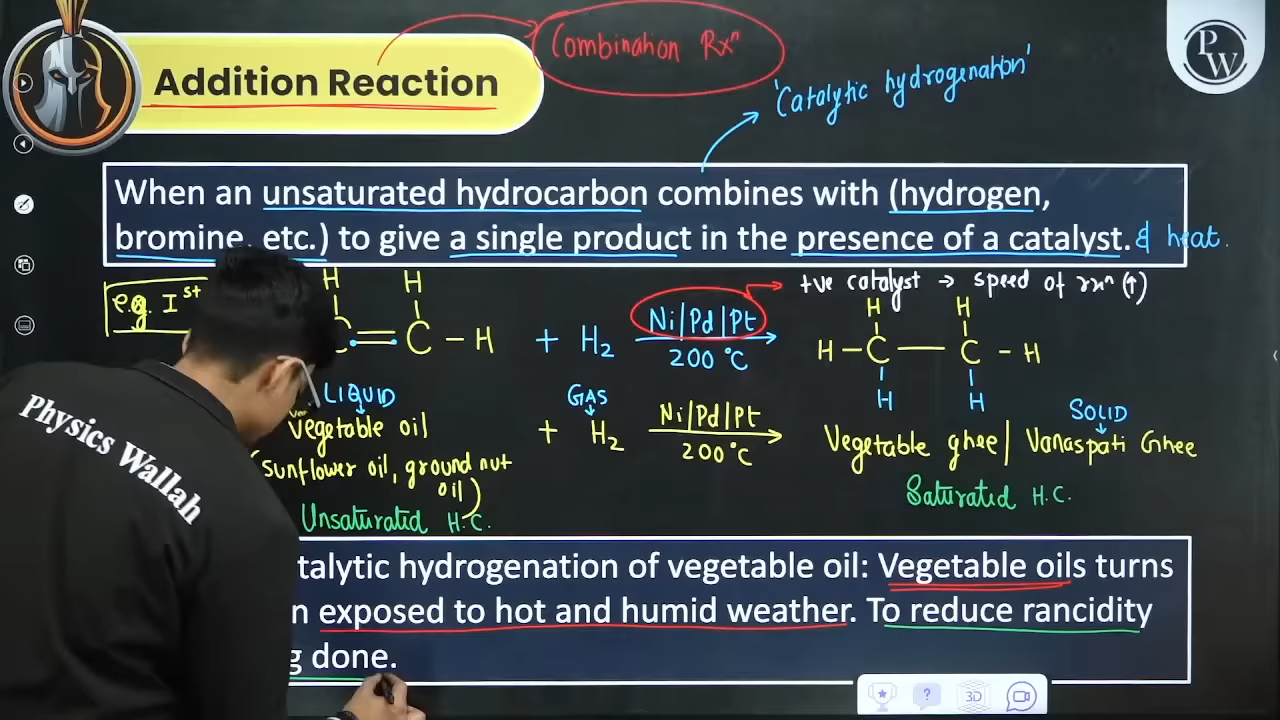 Addition Reaction
Combination Rxⁿ
'Catalytic hydrogenation'
PW
When an unsaturated hydrocarbon combines with (hydrogen,
bromine, etc.) to give a single product in the presence of a catalyst. & heat.
e.g. Iˢᵗ
+ve catalyst → speed of rxⁿ (↑)
H H
C = C - H + H₂ Ni/Pd/Pt
200 °C
H H
H - C — C - H
H H
LIQUID GAS SOLID
Vegetable oil + H₂ Ni/Pd/Pt
200°C
Vegetable ghee/ Vanaspati Ghee
(Sunflower oil, ground nut
oil)
Unsaturated H.C.
Saturated H.C.
talytic hydrogenation of vegetable oil: Vegetable oils turns
n exposed to hot and humid weather. To reduce rancidity
g done.
Physics Wallah
?
3D